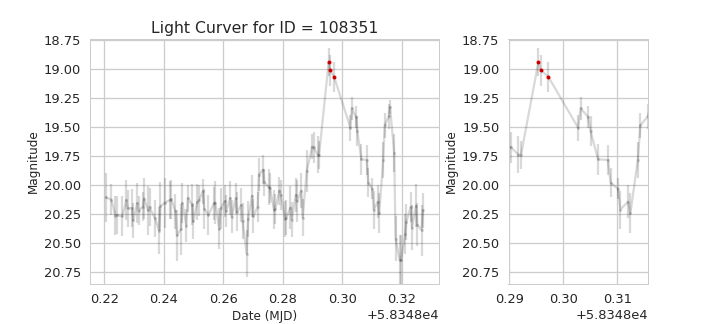 Light Curver for ID = 108351
18.75
19.00
19.25
19.50
19.75
20.00
20.25
20.50
20.75
Magnitude
0.22 0.24 0.26 0.28 0.30 0.32
Date (MJD)
+5.8348e4
18.75
19.00
19.25
19.50
19.75
20.00
20.25
20.50
20.75
Magnitude
0.29 0.30 0.31
+5.8348e4